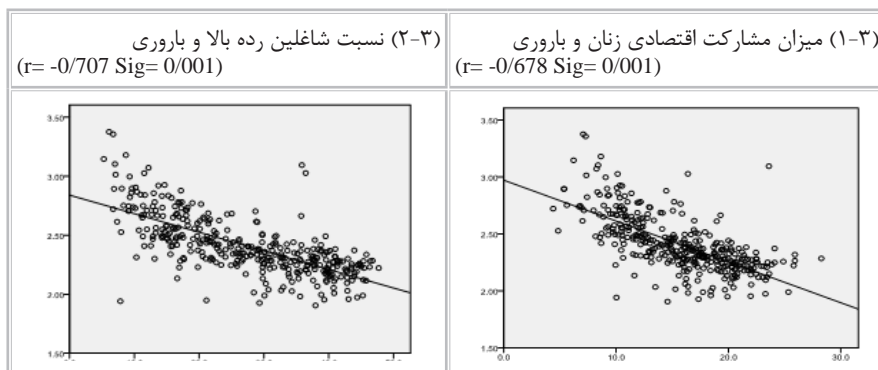 (۳-۱) میزان مشارکت اقتصادی زنان و باروری
(r= -0/678 Sig= 0/001)
(۳-۲) نسبت شاغلین رده بالا و باروری
(r= -0/707 Sig= 0/001)
3.50
3.00
2.50
2.00
1.50
0.0 10.0 20.0 30.0
3.50
3.00
2.50
2.00
1.50